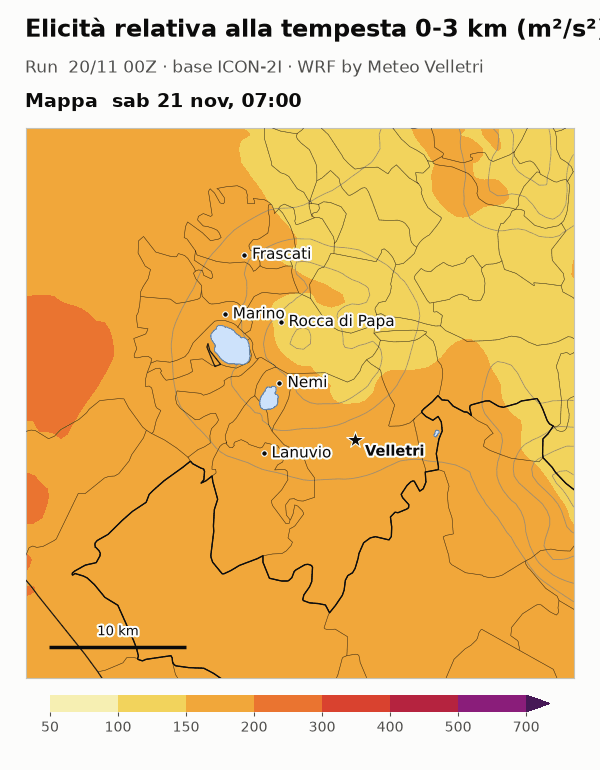 Elicità relativa alla tempesta 0-3 km (m²/s²)
Run 20/11 00Z · base ICON-2I · WRF by Meteo Velletri
Mappa sab 21 nov, 07:00
Frascati
Marino
Rocca di Papa
Nemi
Velletri
Lanuvio
10 km
50 100 150 200 300 400 500 700